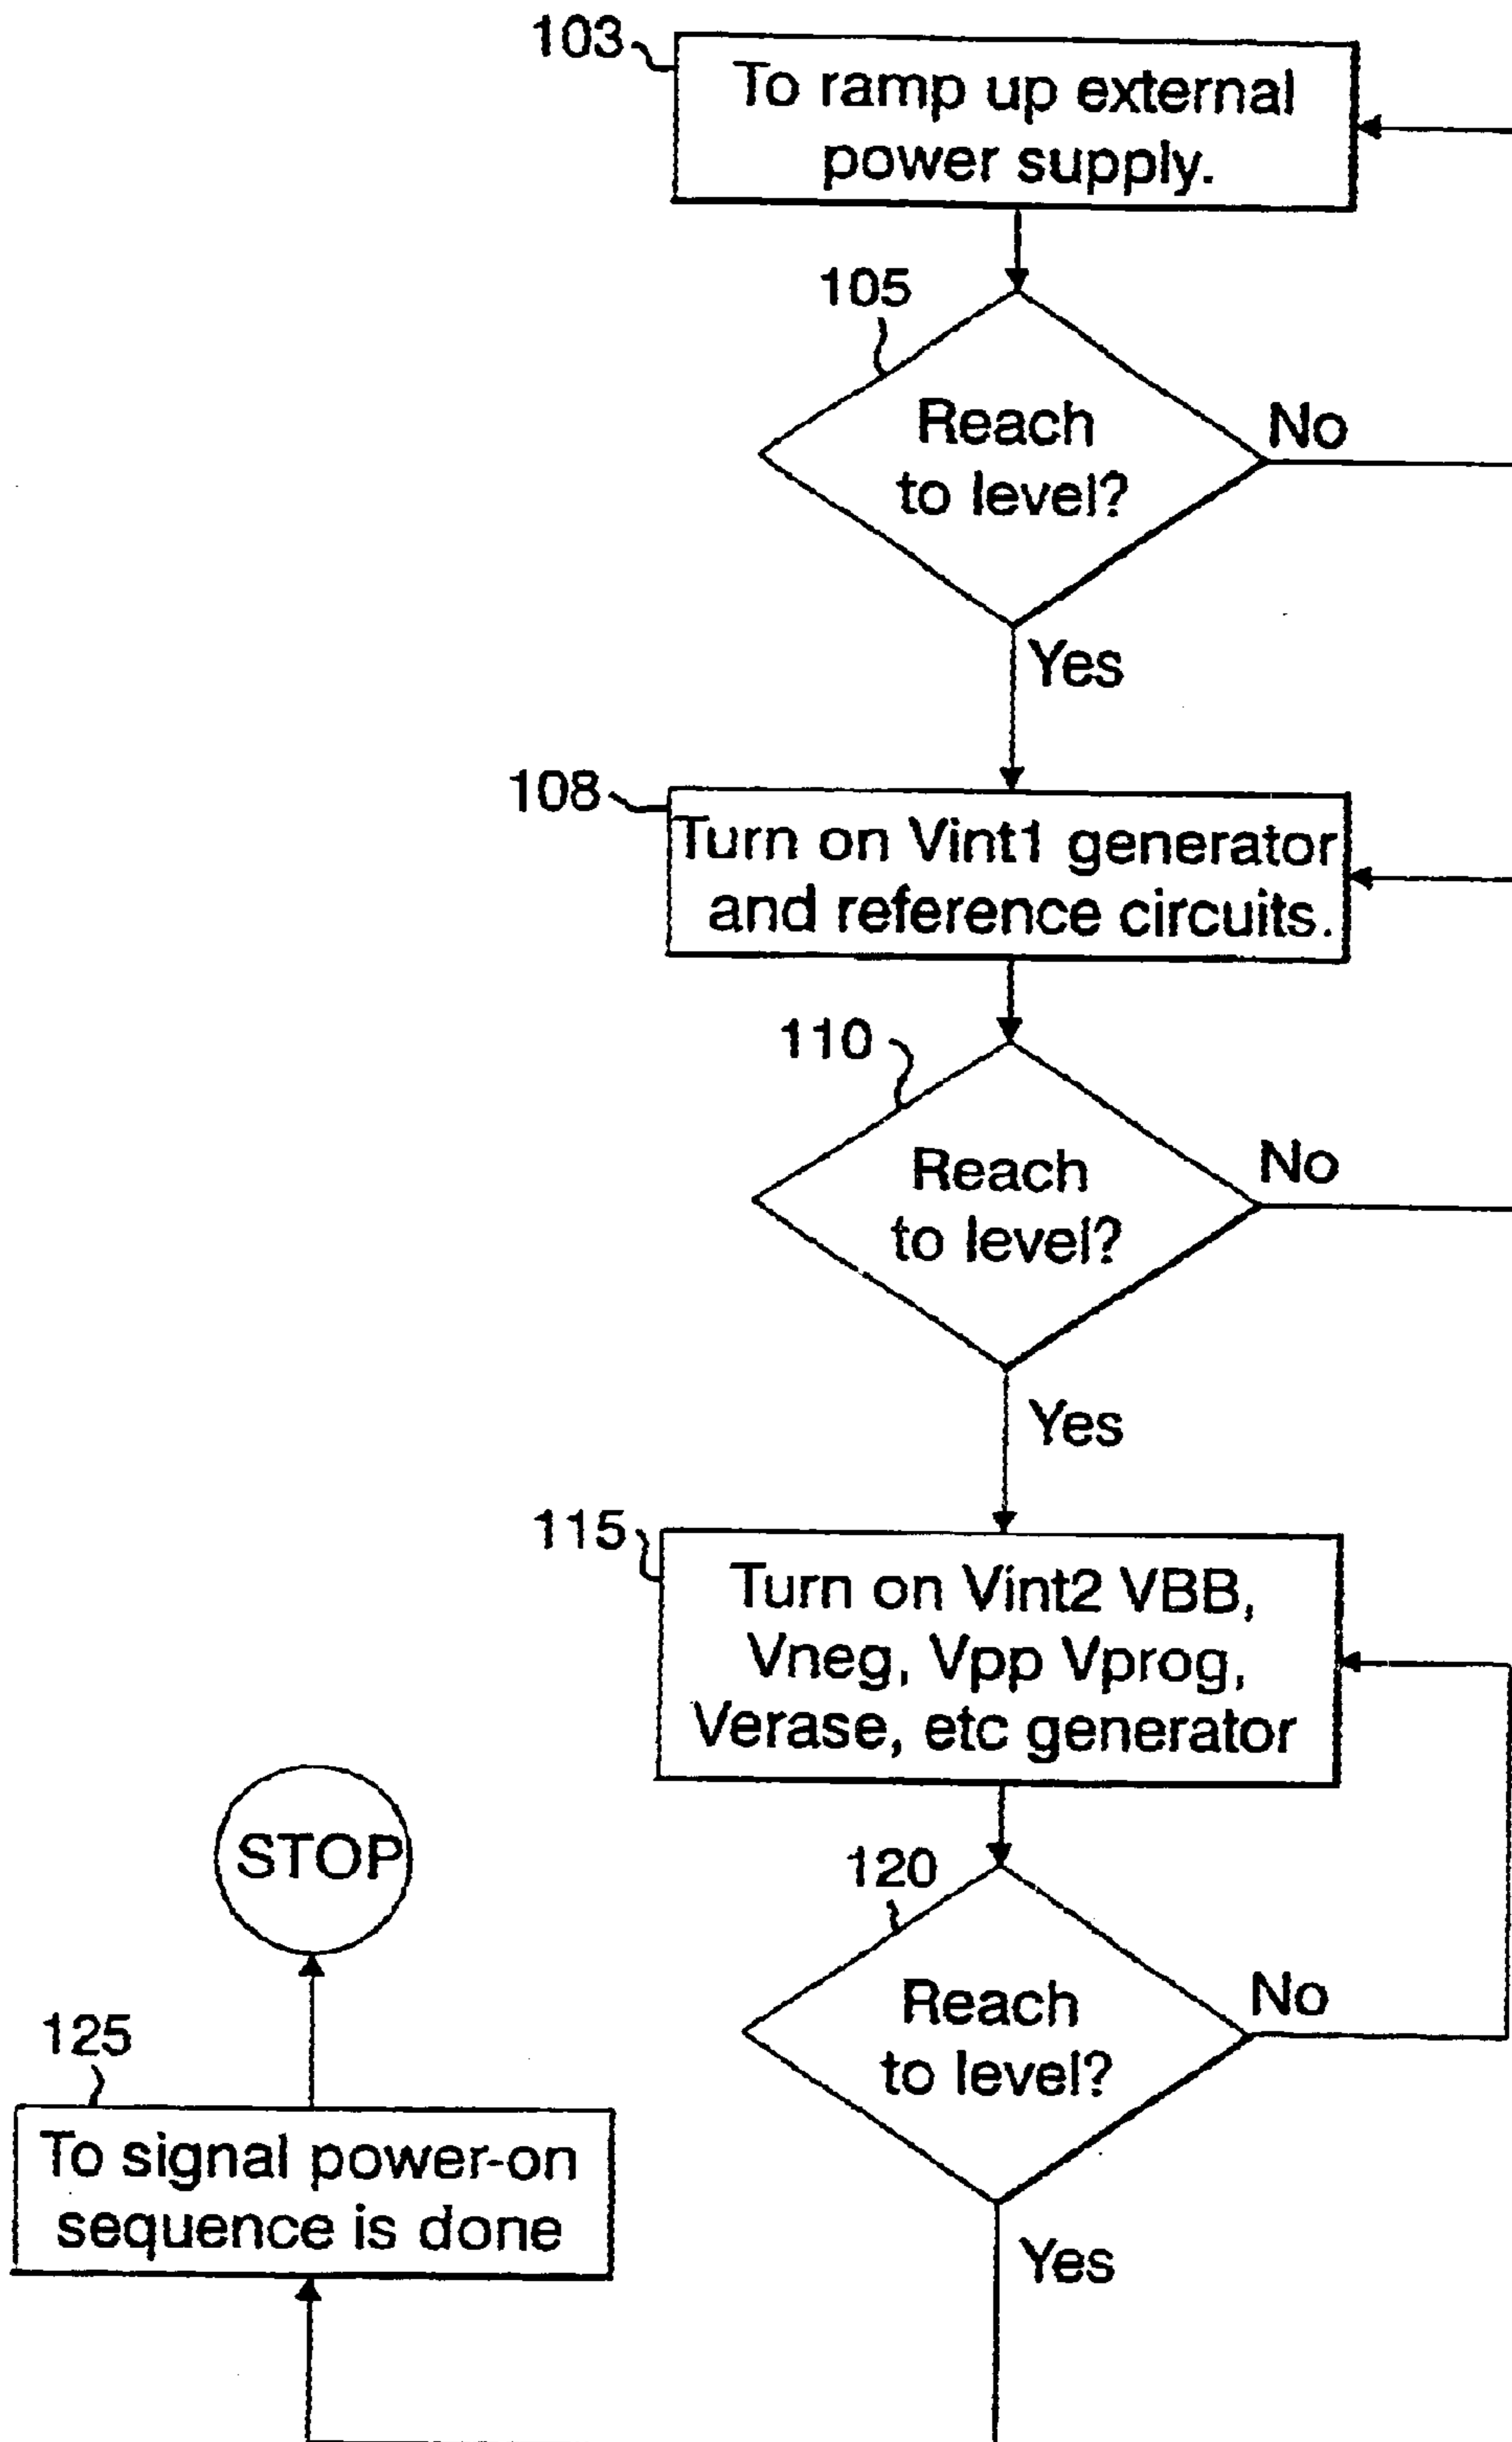 103
To ramp up external
power supply.
105
Reach
to level?
No
Yes
108
Turn on Vint1 generator
and reference circuits.
110
Reach
to level?
No
Yes
115
Turn on Vint2 VBB,
Vneg, Vpp Vprog,
Verase, etc generator
STOP
120
Reach
to level?
No
125
To signal power-on
sequence is done
Yes